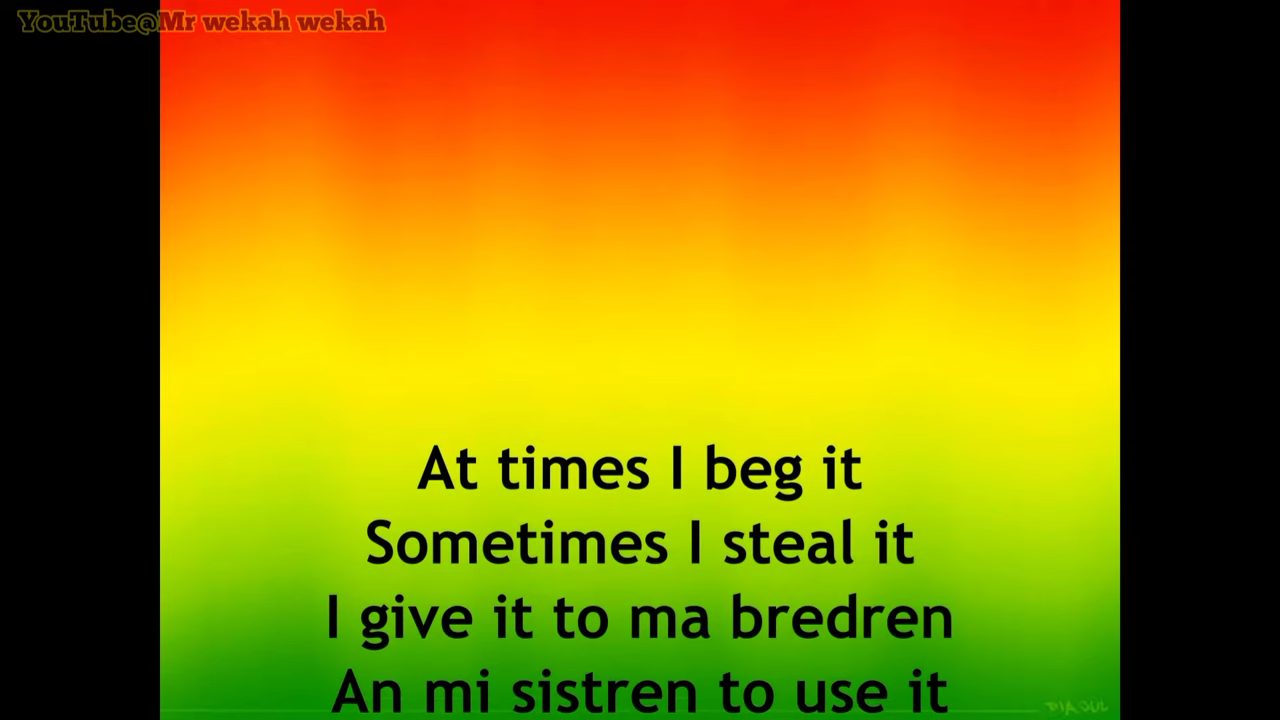 YouTube@Mr wekah wekah
At times I beg it
Sometimes I steal it
I give it to ma bredren
An mi sistren to use it